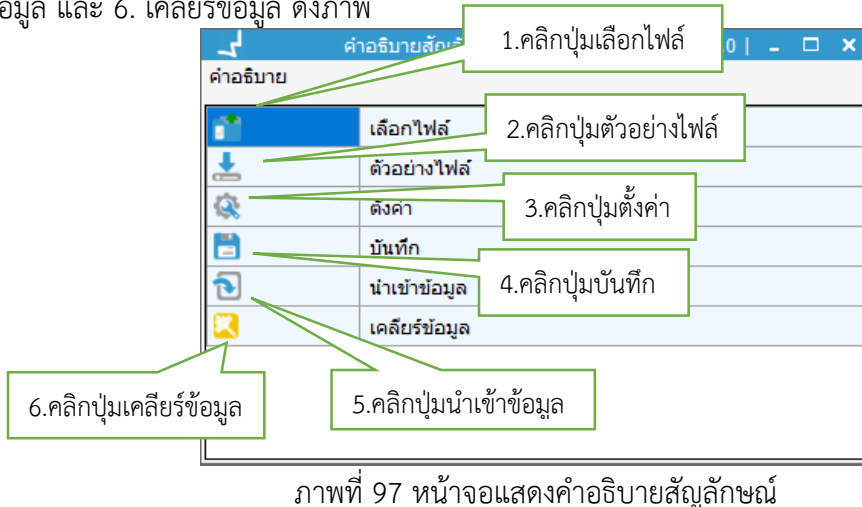 และ 6. เคลียร์ข้อมูล ดังภาพ
1.คลิกปุ่มเลือกไฟล์
คำอธิบาย
เลือกไฟล์
2.คลิกปุ่มตัวอย่างไฟล์
ตัวอย่างไฟล์
ตั้งค่า
3.คลิกปุ่มตั้งค่า
บันทึก
นำเข้าข้อมูล
4.คลิกปุ่มบันทึก
เคลียร์ข้อมูล
6.คลิกปุ่มเคลียร์ข้อมูล
5.คลิกปุ่มนำเข้าข้อมูล
ภาพที่ 97 หน้าจอแสดงคำอธิบายสัญลักษณ์